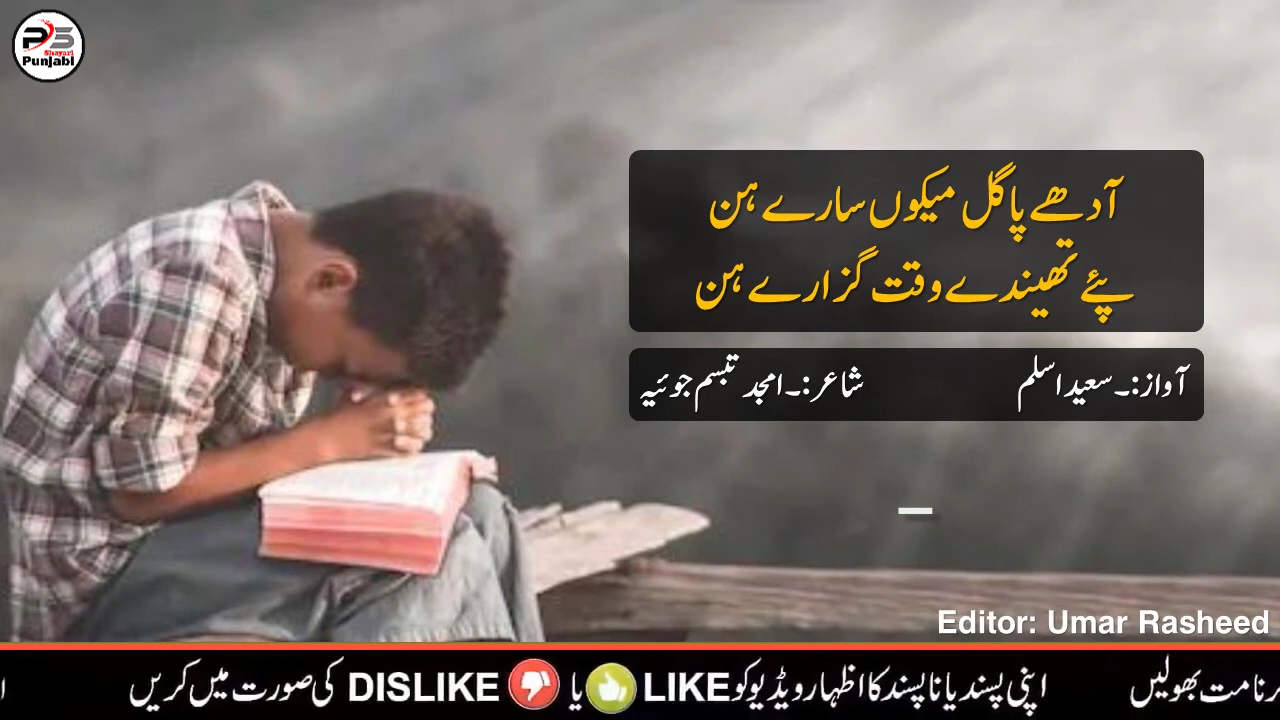 PS
Shayari
Punjabi
آدھے پاگل میکوں سارے ہن
پئے تھیندے وقت گزارے ہن
آواز:۔سعید اسلم
شاعر:۔امجد تبسم جوئیہ
Editor: Umar Rasheed
رنا مت بھولیں اپنی پسند یا ناپسند کا اظہار ویڈیو کو LIKE یا DISLIKE کی صورت میں کریں